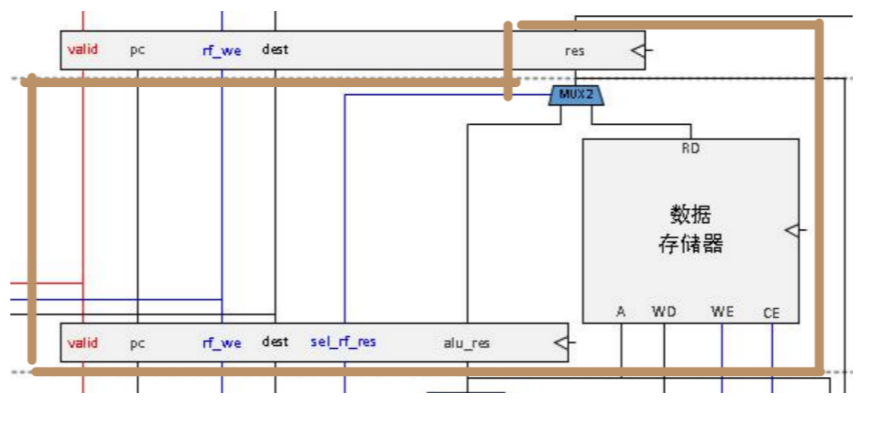 valid pc rf_we dest res
MUX2
RD
数据
存储器
A WD WE CE
valid pc rf_we dest sel_rf_res alu_res